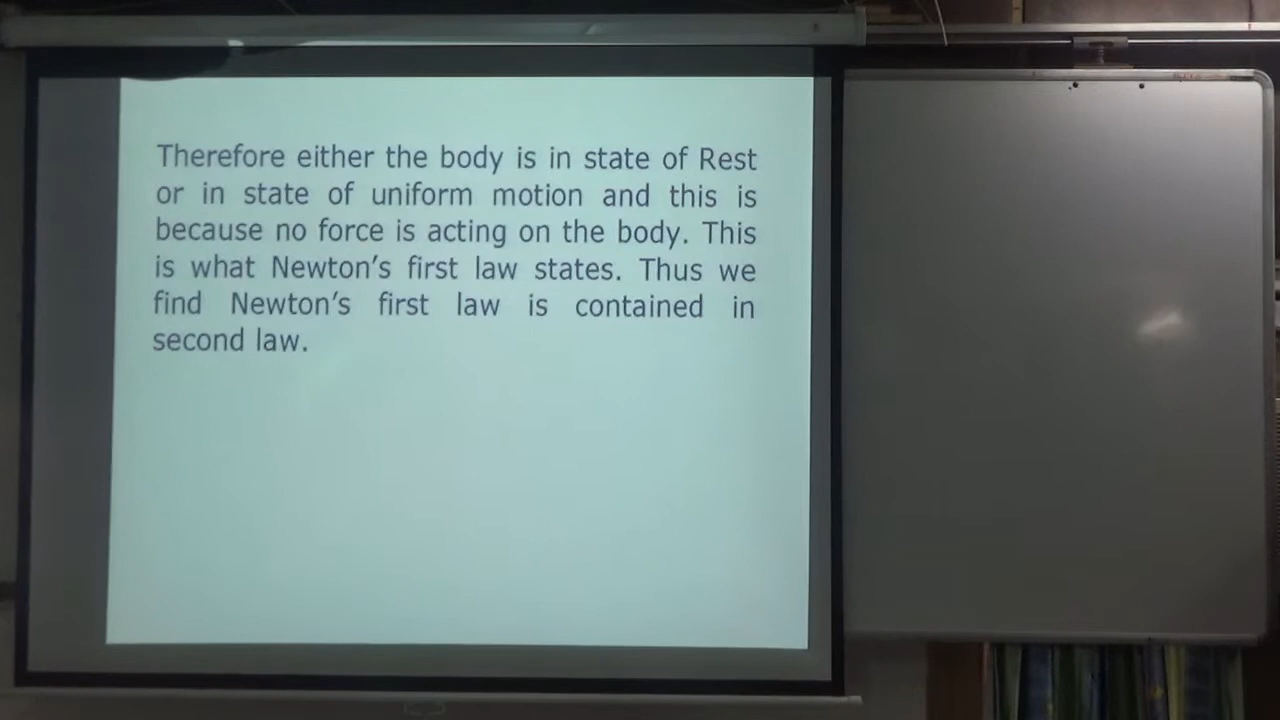 Therefore either the body is in state of Rest
or in state of uniform motion and this is
because no force is acting on the body. This
is what Newton's first law states. Thus we
find Newton's first law is contained in
second law.